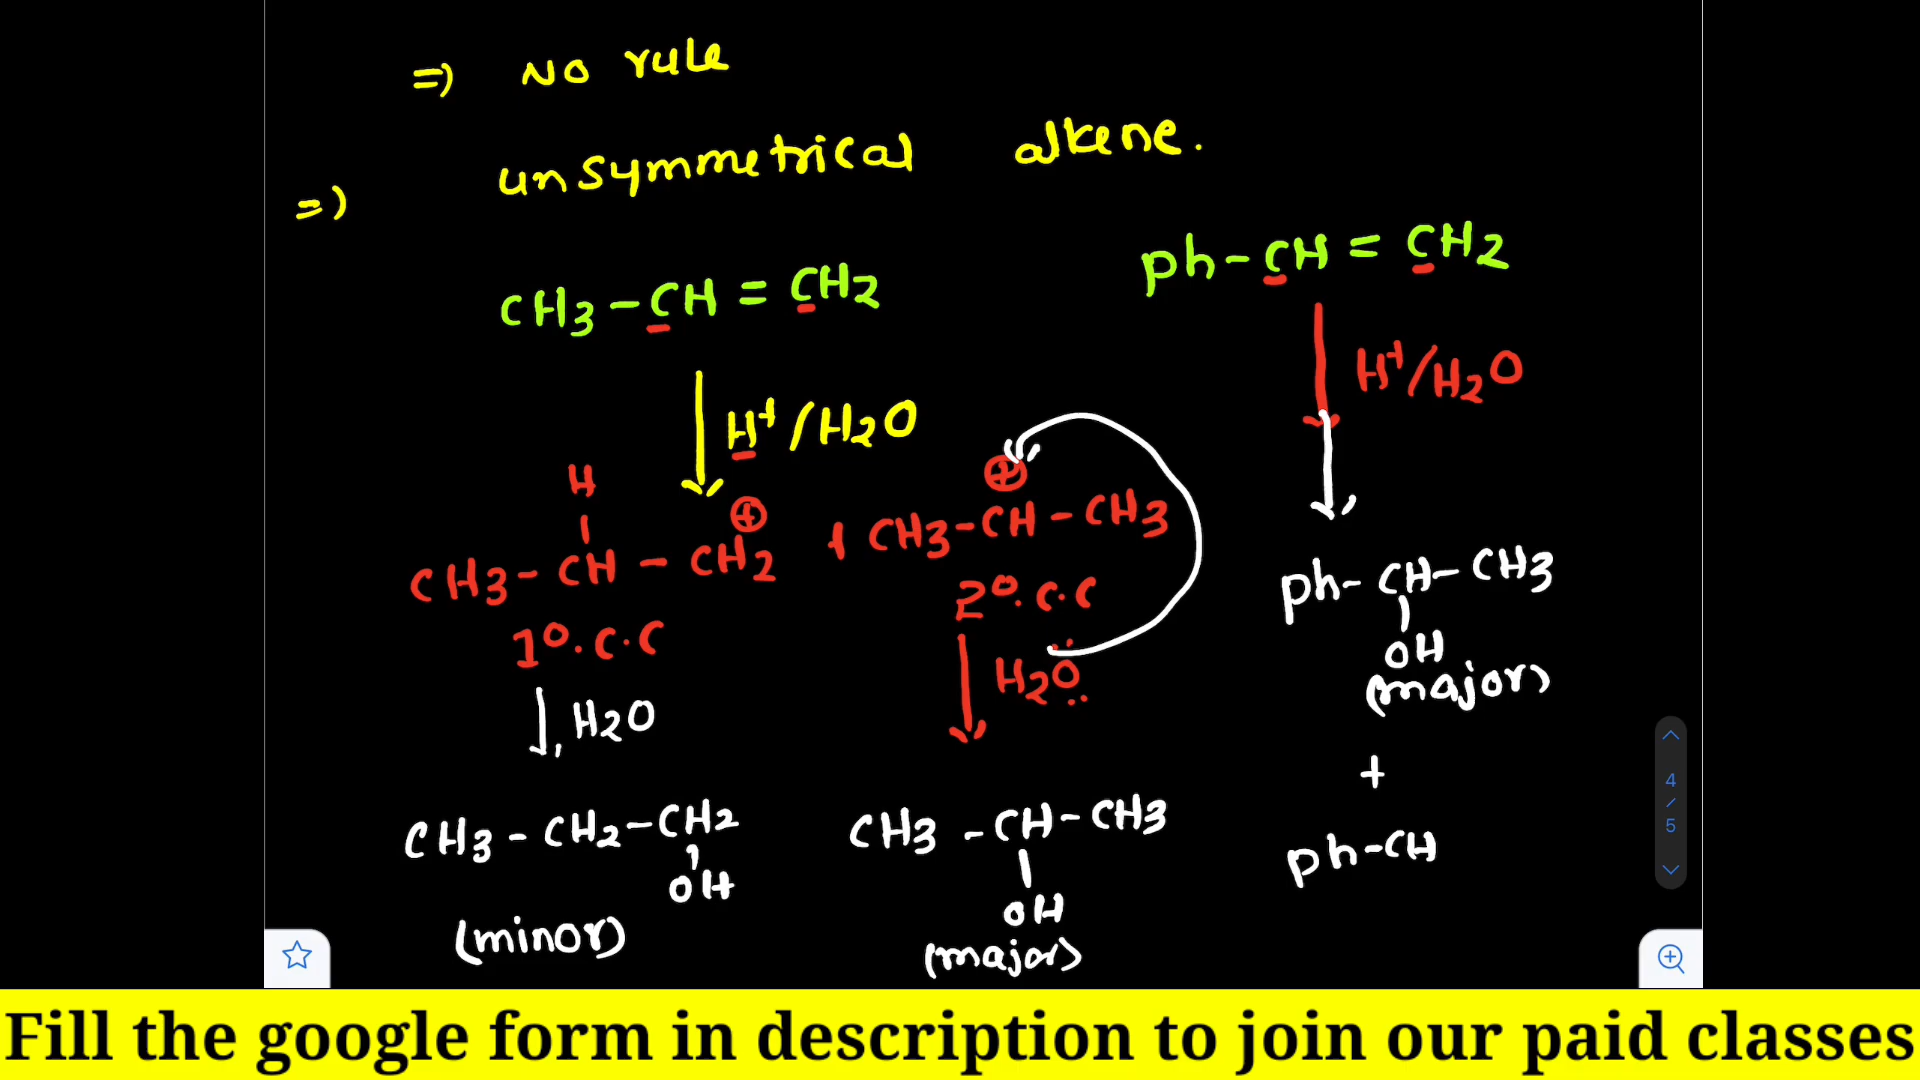 => No rule
=> unsymmetrical alkene.
CH3-CH=CH2
H+/H2O
H
|
CH3-CH-CH2 ⊕
1°.C.C
↓ H2O
CH3-CH2-CH2
|
OH
(minor)
+ CH3-CH-CH3 ⊕
2°.C.C
H2O
CH3-CH-CH3
|
OH
(major)
ph-CH=CH2
H+/H2O
ph-CH-CH3
|
OH
(major)
+
ph-CH
4
/
5
Fill the google form in description to join our paid classes